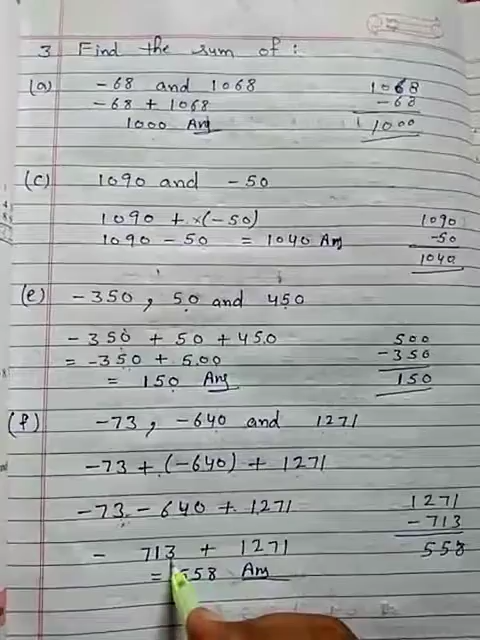 3 Find the sum of :
(a) -68 and 1068
-68 + 1068
1000 Ans
1068
-68
1000
(c) 1090 and -50
1090 + x(-50)
1090 - 50 = 1040 Ans
1090
-50
1040
(e) -350, 50 and 450
-350 + 50 + 450
= -350 + 500
= 150 Ans
500
-350
150
(f) -73, -640 and 1271
-73 + (-640) + 1271
-73 - 640 + 1271
- 713 + 1271
= 558 Ans
1271
- 713
558